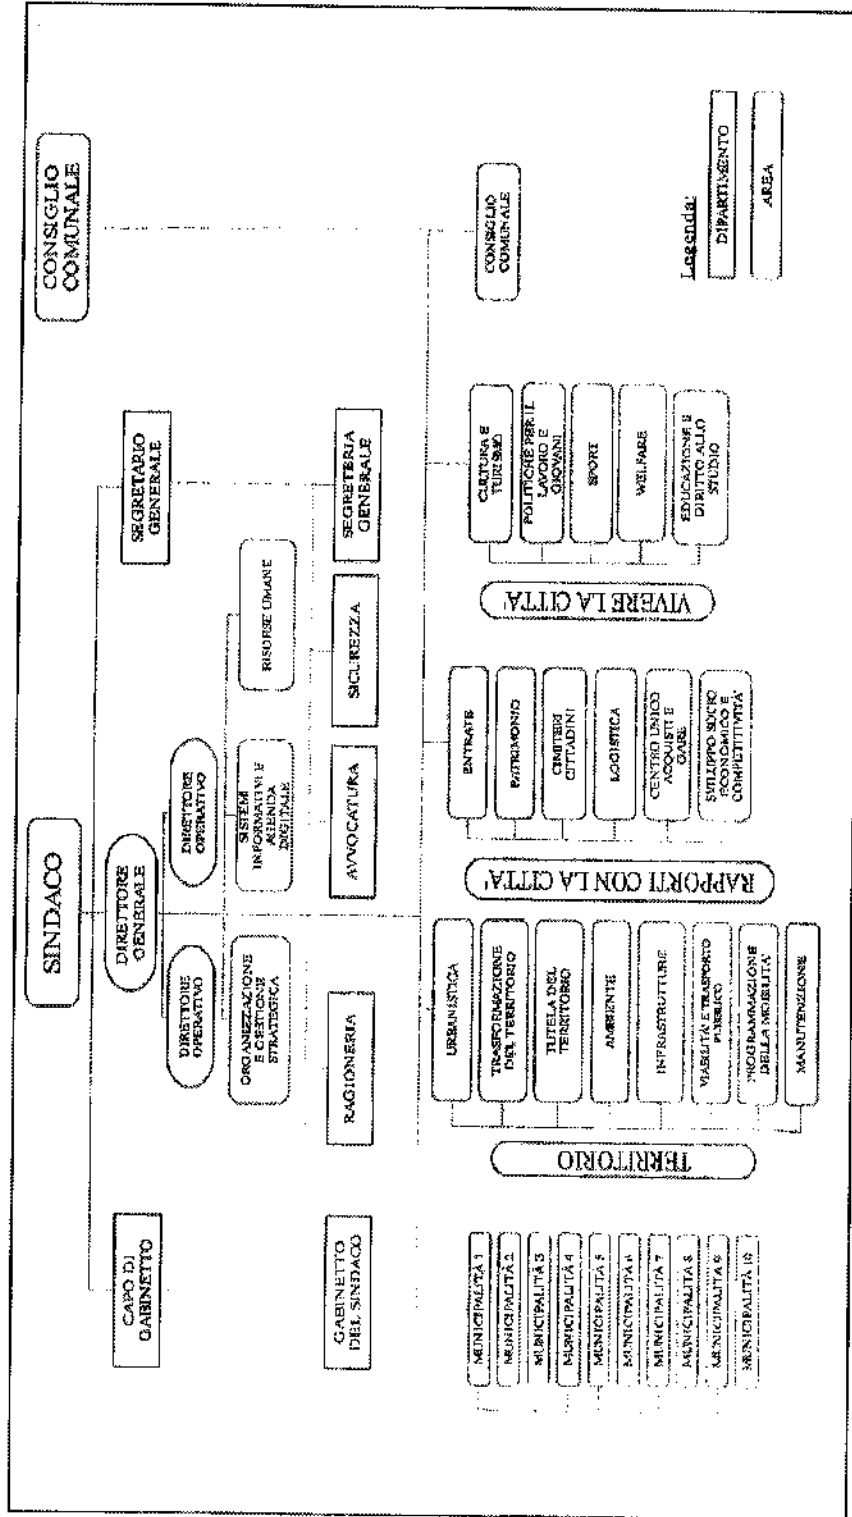 SINDACO
CONSIGLIO
COMUNALE
CAPO DI
GABINETTO
DIRETTORE
GENERALE
SEGRETARIO
GENERALE
DIRETTORE
OPERATIVO
DIRETTORE
OPERATIVO
ORGANIZZAZIONE
E GESTIONE
STRATEGICA
SISTEMI
INFORMATIVI E
AGENDA
DIGITALE
RISORSE UMANE
GABINETTO
DEL SINDACO
RAGIONERIA
AVVOCATURA
SICUREZZA
SEGRETERIA
GENERALE
MUNICIPALITÀ 1
MUNICIPALITÀ 2
MUNICIPALITÀ 3
MUNICIPALITÀ 4
MUNICIPALITÀ 5
MUNICIPALITÀ 6
MUNICIPALITÀ 7
MUNICIPALITÀ 8
MUNICIPALITÀ 9
MUNICIPALITÀ 10
TERRITORIO
URBANISTICA
TRASFORMAZIONE
DEL TERRITORIO
TUTELA DEL
TERRITORIO
AMBIENTE
INFRASTRUTTURE
VIABILITA' E TRASPORTO
PUBBLICO
PROGRAMMAZIONE
DELLA MOBILITA'
MANUTENZIONE
RAPPORTI CON LA CITTA'
ENTRATE
PATRIMONIO
CIMITERI
CITTADINI
LOGISTICA
CENTRO UNICO
ACQUISTI E
GARE
SVILUPPO SOCIO
ECONOMICO E
COMPETITIVITA'
VIVERE LA CITTA'
CULTURA E
TURISMO
POLITICHE PER IL
LAVORO E
GIOVANI
SPORT
WELFARE
EDUCAZIONE E
DIRITTO ALLO
STUDIO
CONSIGLIO
COMUNALE
Legenda:
DIPARTIMENTO
AREA